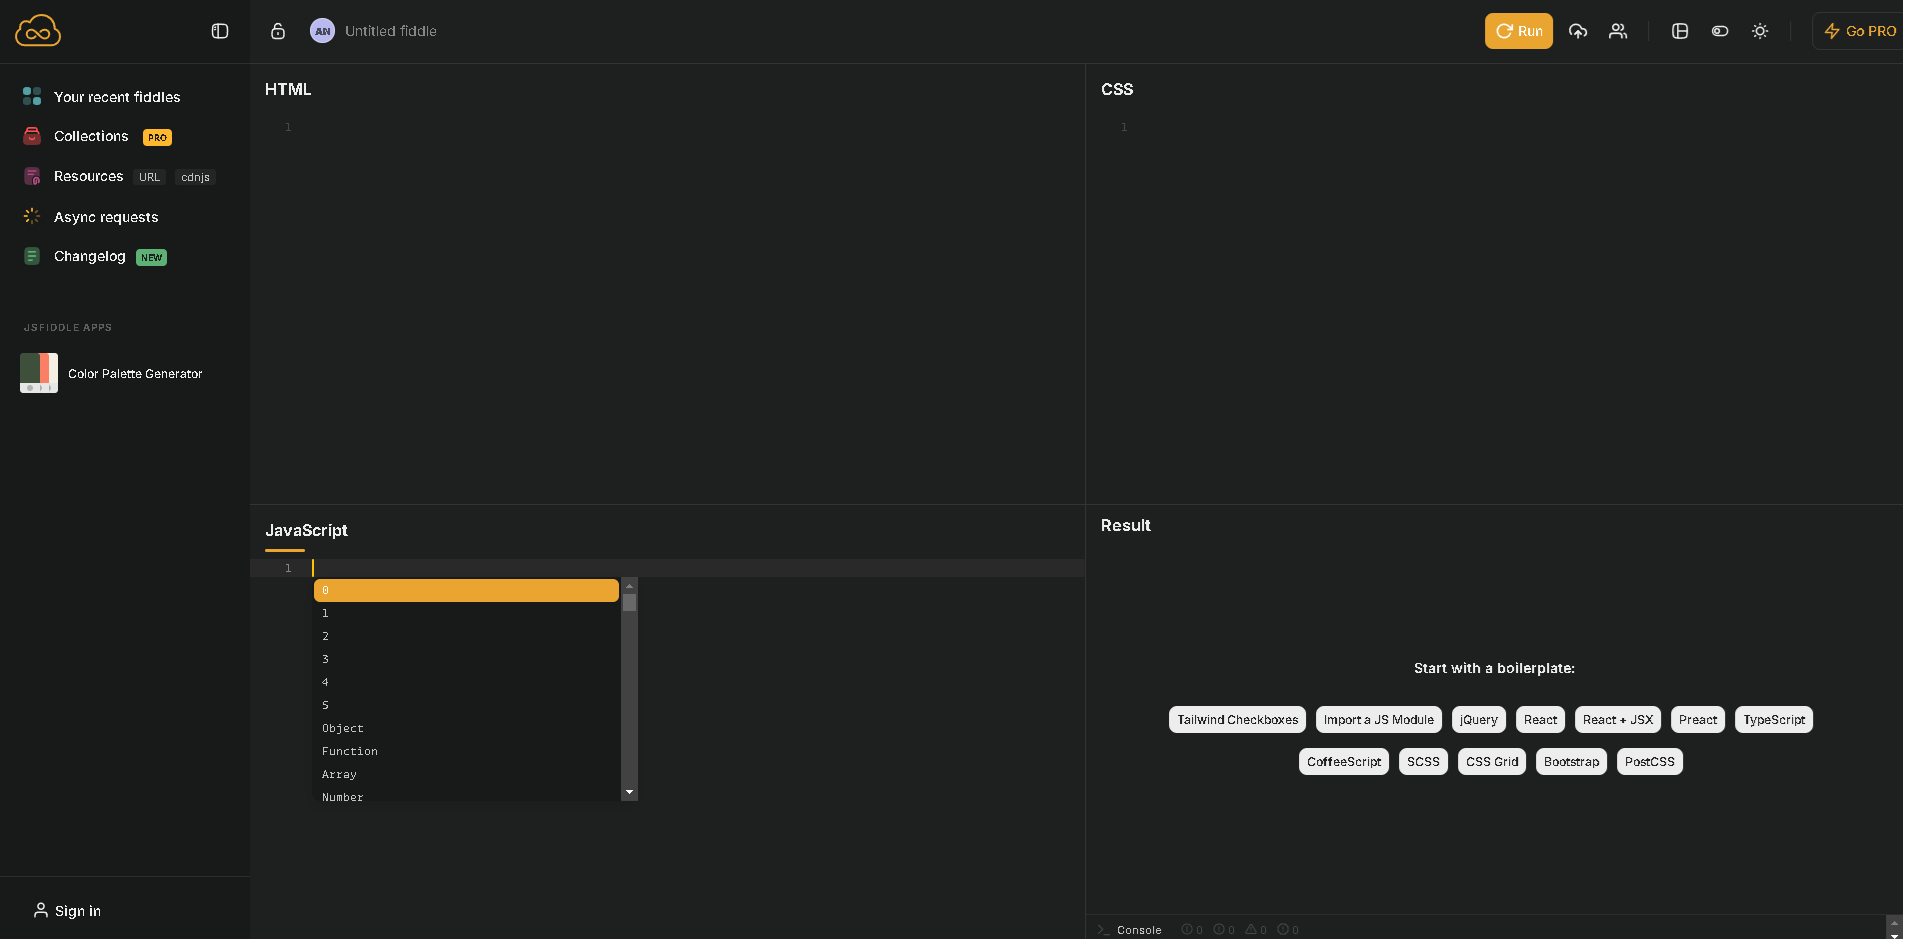 AN Untitled fiddle
Run
Go PRO
Your recent fiddles
Collections PRO
Resources URL cdnjs
Async requests
Changelog NEW
JSFIDDLE APPS
Color Palette Generator
Sign in
HTML
1
CSS
1
JavaScript
1
0
1
2
3
4
5
Object
Function
Array
Number
Result
Start with a boilerplate:
Tailwind Checkboxes Import a JS Module jQuery React React + JSX Preact TypeScript
CoffeeScript SCSS CSS Grid Bootstrap PostCSS
Console 0 0 0 0